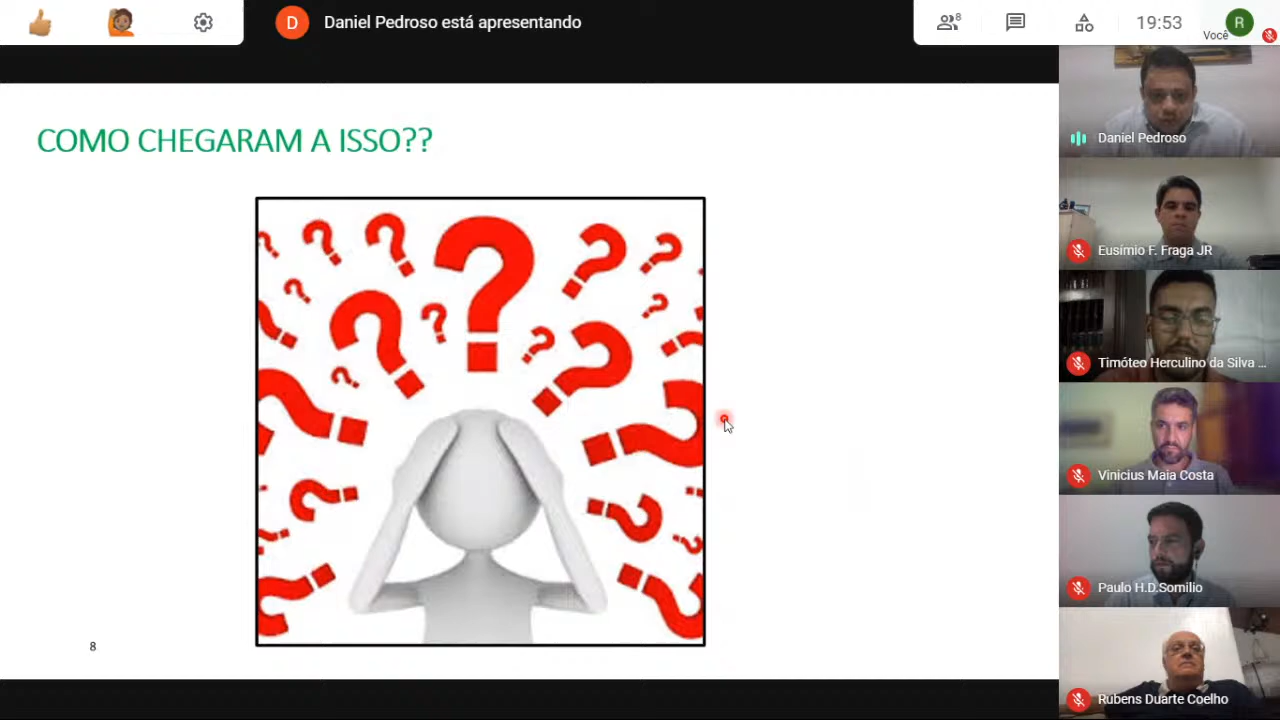 D
Daniel Pedroso está apresentando
8
19:53
R
Você
COMO CHEGARAM A ISSO??
8
Daniel Pedroso
Eusímio F. Fraga JR
Timóteo Herculino da Silva ...
Vinicius Maia Costa
Paulo H.D.Somilio
Rubens Duarte Coelho